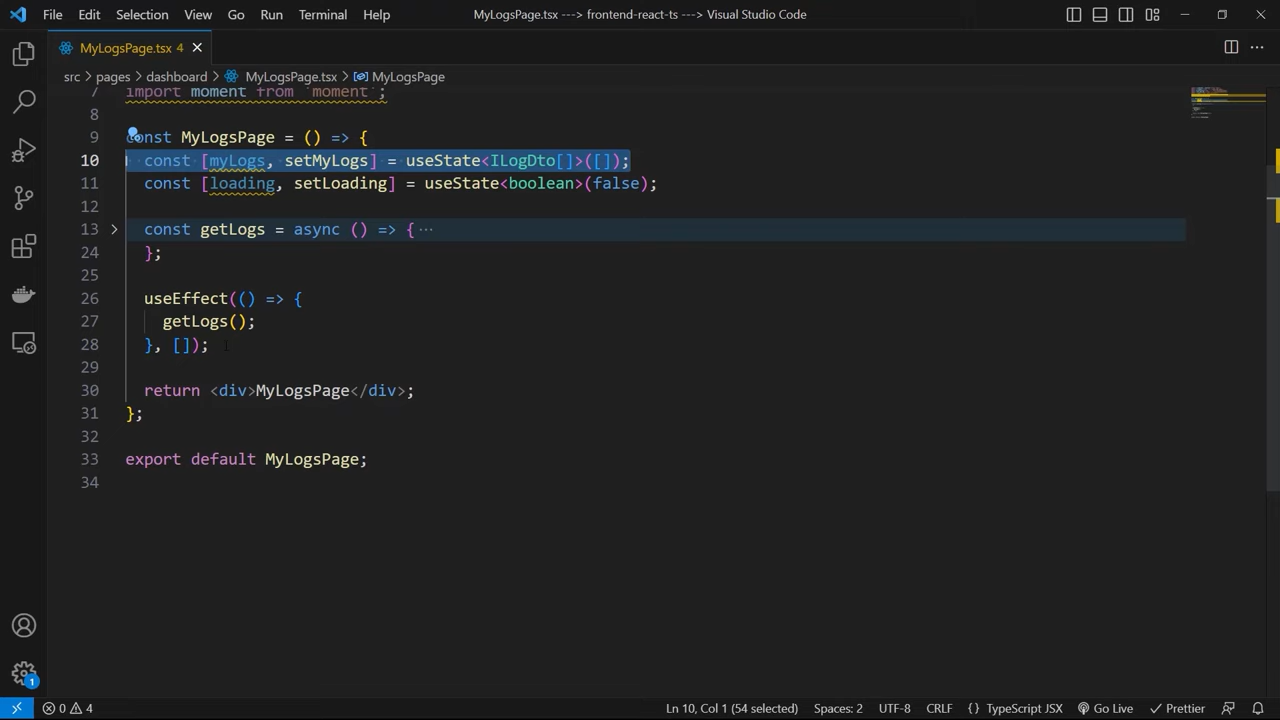 File Edit Selection View Go Run Terminal Help MyLogsPage.tsx ---> frontend-react-ts ---> Visual Studio Code
MyLogsPage.tsx 4
src > pages > dashboard > MyLogsPage.tsx > MyLogsPage
7 import moment from 'moment';
8
9 const MyLogsPage = () => {
10 const [myLogs, setMyLogs] = useState<ILogDto[]>([]);
11 const [loading, setLoading] = useState<boolean>(false);
12
13 const getLogs = async () => { ···
24 };
25
26 useEffect(() => {
27 getLogs();
28 }, []);
29
30 return <div>MyLogsPage</div>;
31 };
32
33 export default MyLogsPage;
34
1
0 4 Ln 10, Col 1 (54 selected) Spaces: 2 UTF-8 CRLF {} TypeScript JSX Go Live Prettier